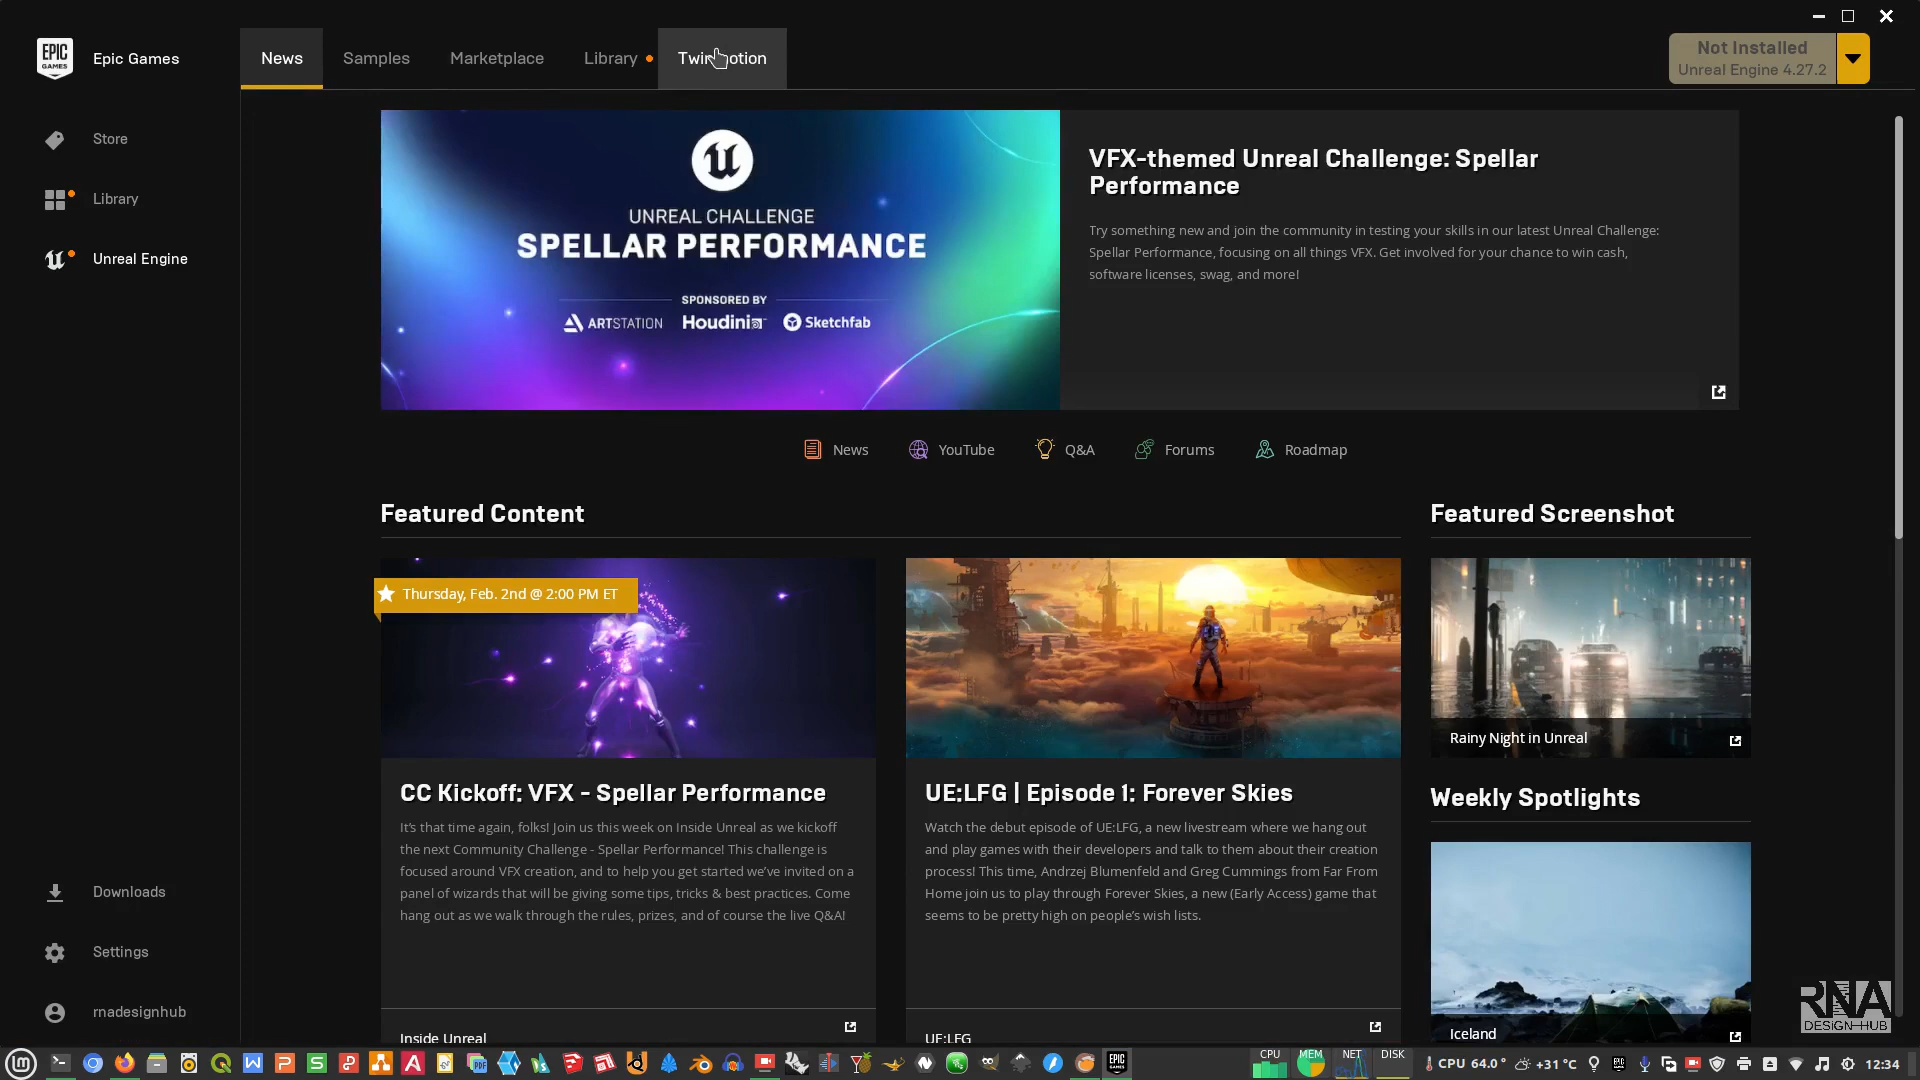 Epic Games
News
Samples
Marketplace
Library
Twinmotion
Not Installed
Unreal Engine 4.27.2
Store
Library
Unreal Engine
Downloads
Settings
rnadesignhub
UNREAL CHALLENGE
SPELLAR PERFORMANCE
SPONSORED BY
ARTSTATION Houdini Sketchfab
VFX-themed Unreal Challenge: Spellar
Performance
Try something new and join the community in testing your skills in our latest Unreal Challenge:
Spellar Performance, focusing on all things VFX. Get involved for your chance to win cash,
software licenses, swag, and more!
News
YouTube
Q&A
Forums
Roadmap
Featured Content
Thursday, Feb. 2nd @ 2:00 PM ET
CC Kickoff: VFX - Spellar Performance
It's that time again, folks! Join us this week on Inside Unreal as we kickoff
the next Community Challenge - Spellar Performance! This challenge is
focused around VFX creation, and to help you get started we've invited on a
panel of wizards that will be giving some tips, tricks & best practices. Come
hang out as we walk through the rules, prizes, and of course the live Q&A!
Inside Unreal
UE:LFG | Episode 1: Forever Skies
Watch the debut episode of UE:LFG, a new livestream where we hang out
and play games with their developers and talk to them about their creation
process! This time, Andrzej Blumenfeld and Greg Cummings from Far From
Home join us to play through Forever Skies, a new (Early Access) game that
seems to be pretty high on people's wish lists.
UE:LFG
Featured Screenshot
Rainy Night in Unreal
Weekly Spotlights
Iceland
RNA
DESIGN-HUB
CPU
MEM
NET
DISK
CPU 64.0°
+31°C
12:34